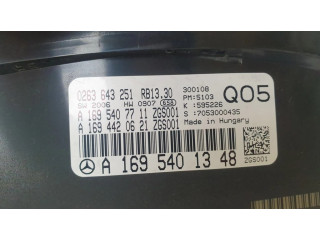 0263 643 251 RB13.30
SW 2006 HW 0907 658
A 169 540 77 11 ZGS001
A 169 442 06 21 ZGS001
300108
PM:5103
K : 595226
S : 7053000435
Made in Hungary
Q05
A 169 540 13 48
ZGS001